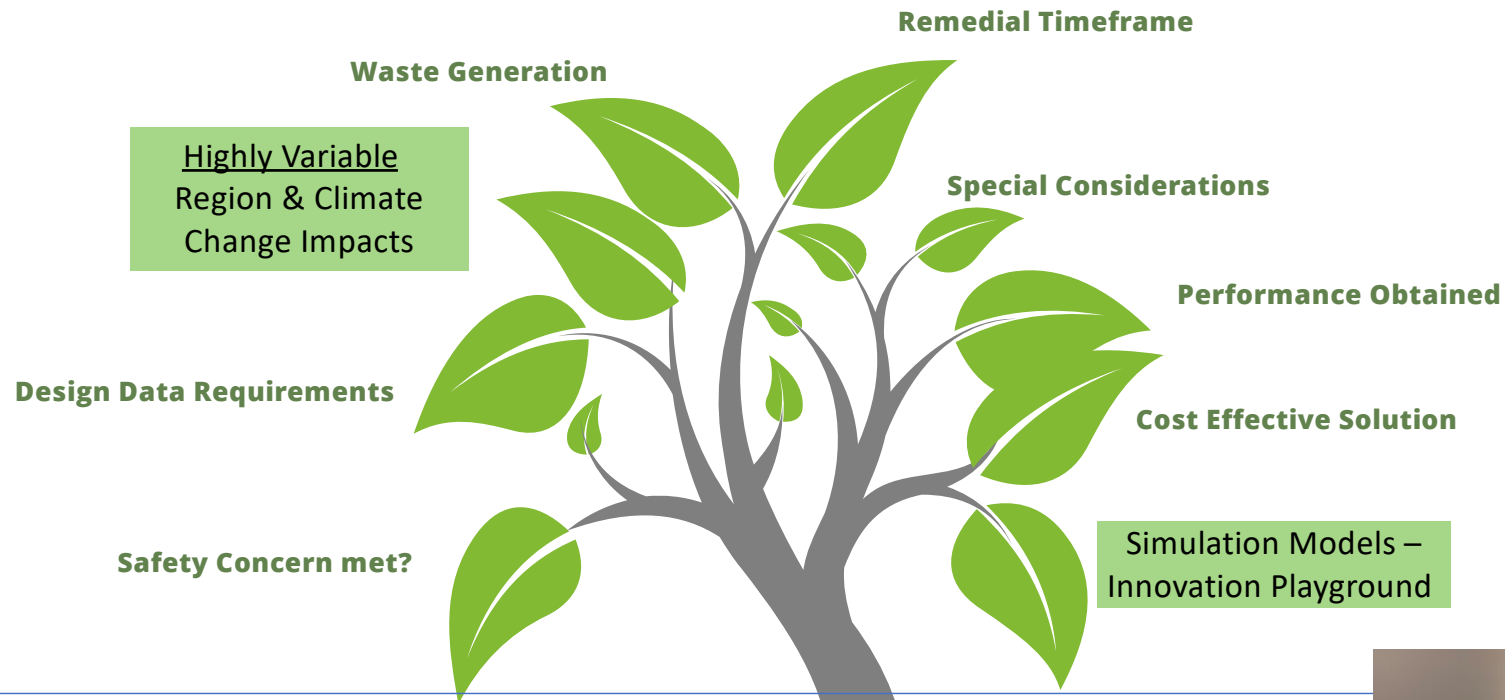 Remedial Timeframe
Waste Generation
Highly Variable
Region & Climate
Change Impacts
Special Considerations
Performance Obtained
Design Data Requirements
Cost Effective Solution
Safety Concern met?
Simulation Models –
Innovation Playground